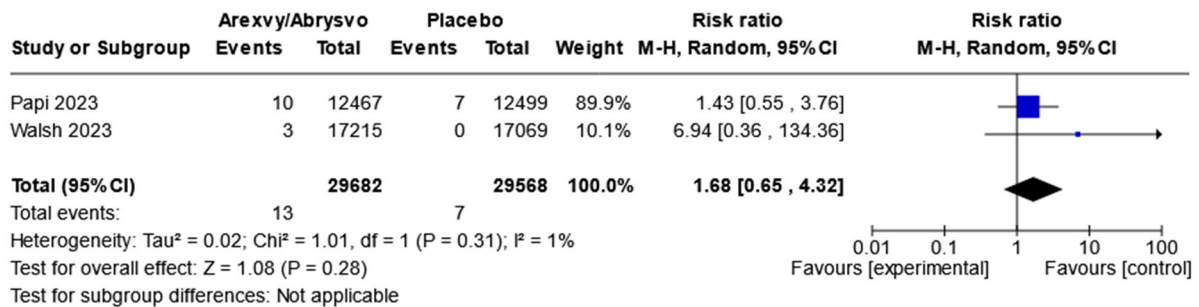 Arexvy/Abrysvo Placebo Risk ratio Risk ratio
Study or Subgroup Events Total Events Total Weight M-H, Random, 95% CI M-H, Random, 95% CI
Papi 2023 10 12467 7 12499 89.9% 1.43 [0.55 , 3.76]
Walsh 2023 3 17215 0 17069 10.1% 6.94 [0.36 , 134.36]
Total (95% CI) 29682 29568 100.0% 1.68 [0.65 , 4.32]
Total events: 13 7
Heterogeneity: Tau² = 0.02; Chi² = 1.01, df = 1 (P = 0.31); I² = 1%
0.01 0.1 1 10 100
Test for overall effect: Z = 1.08 (P = 0.28)
Favours [experimental] Favours [control]
Test for subgroup differences: Not applicable